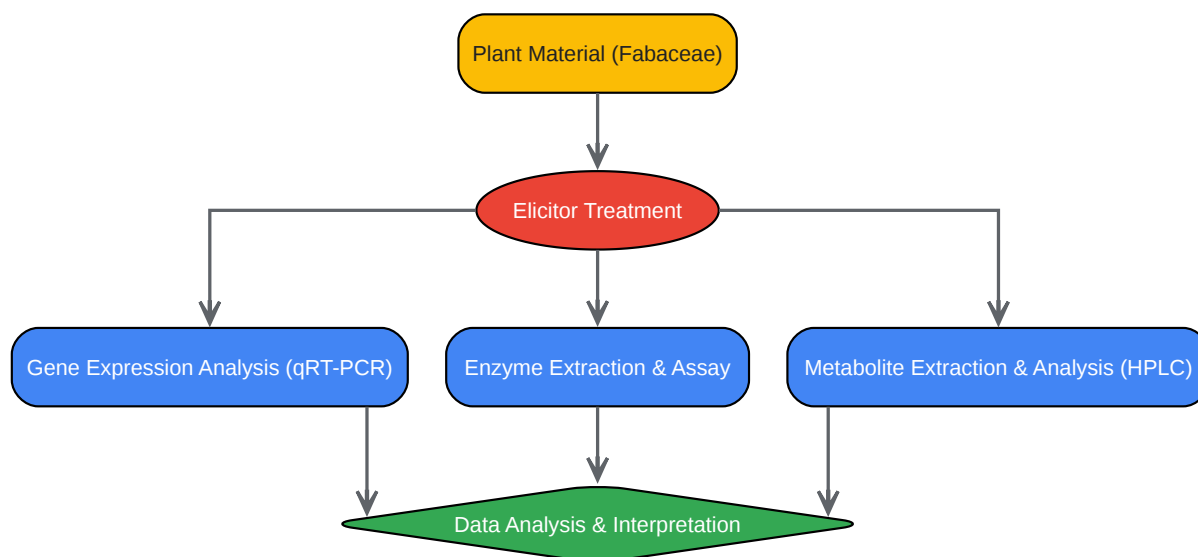 Plant Material (Fabaceae)
Elicitor Treatment
Gene Expression Analysis (qRT-PCR)
Enzyme Extraction & Assay
Metabolite Extraction & Analysis (HPLC)
Data Analysis & Interpretation